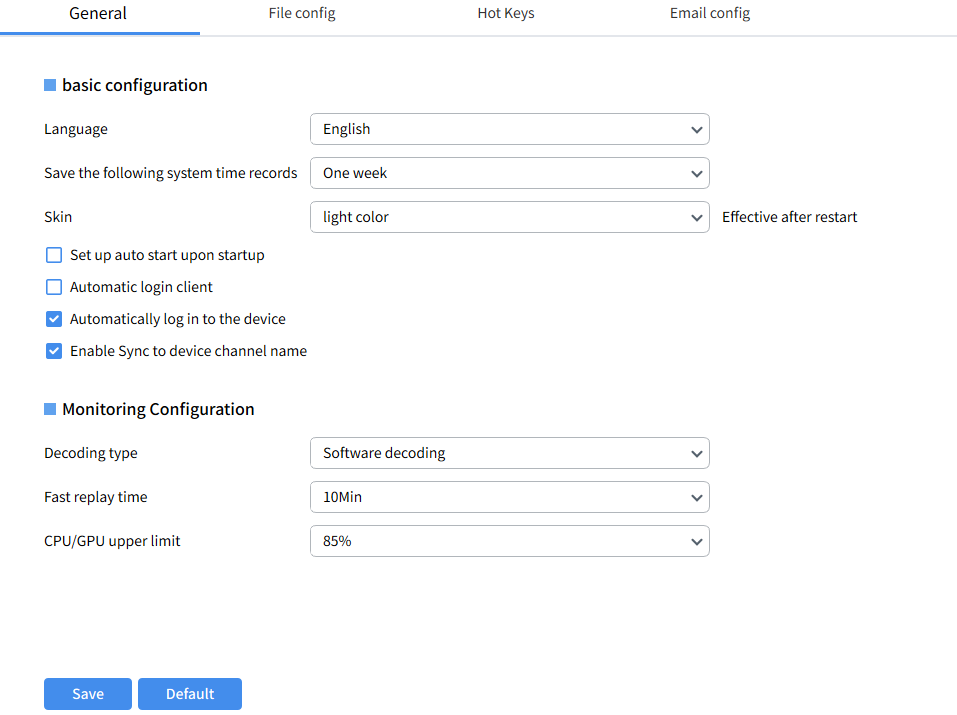 General File config Hot Keys Email config
basic configuration
Language English
Save the following system time records One week
Skin light color Effective after restart
Set up auto start upon startup
Automatic login client
Automatically log in to the device
Enable Sync to device channel name
Monitoring Configuration
Decoding type Software decoding
Fast replay time 10Min
CPU/GPU upper limit 85%
Save Default